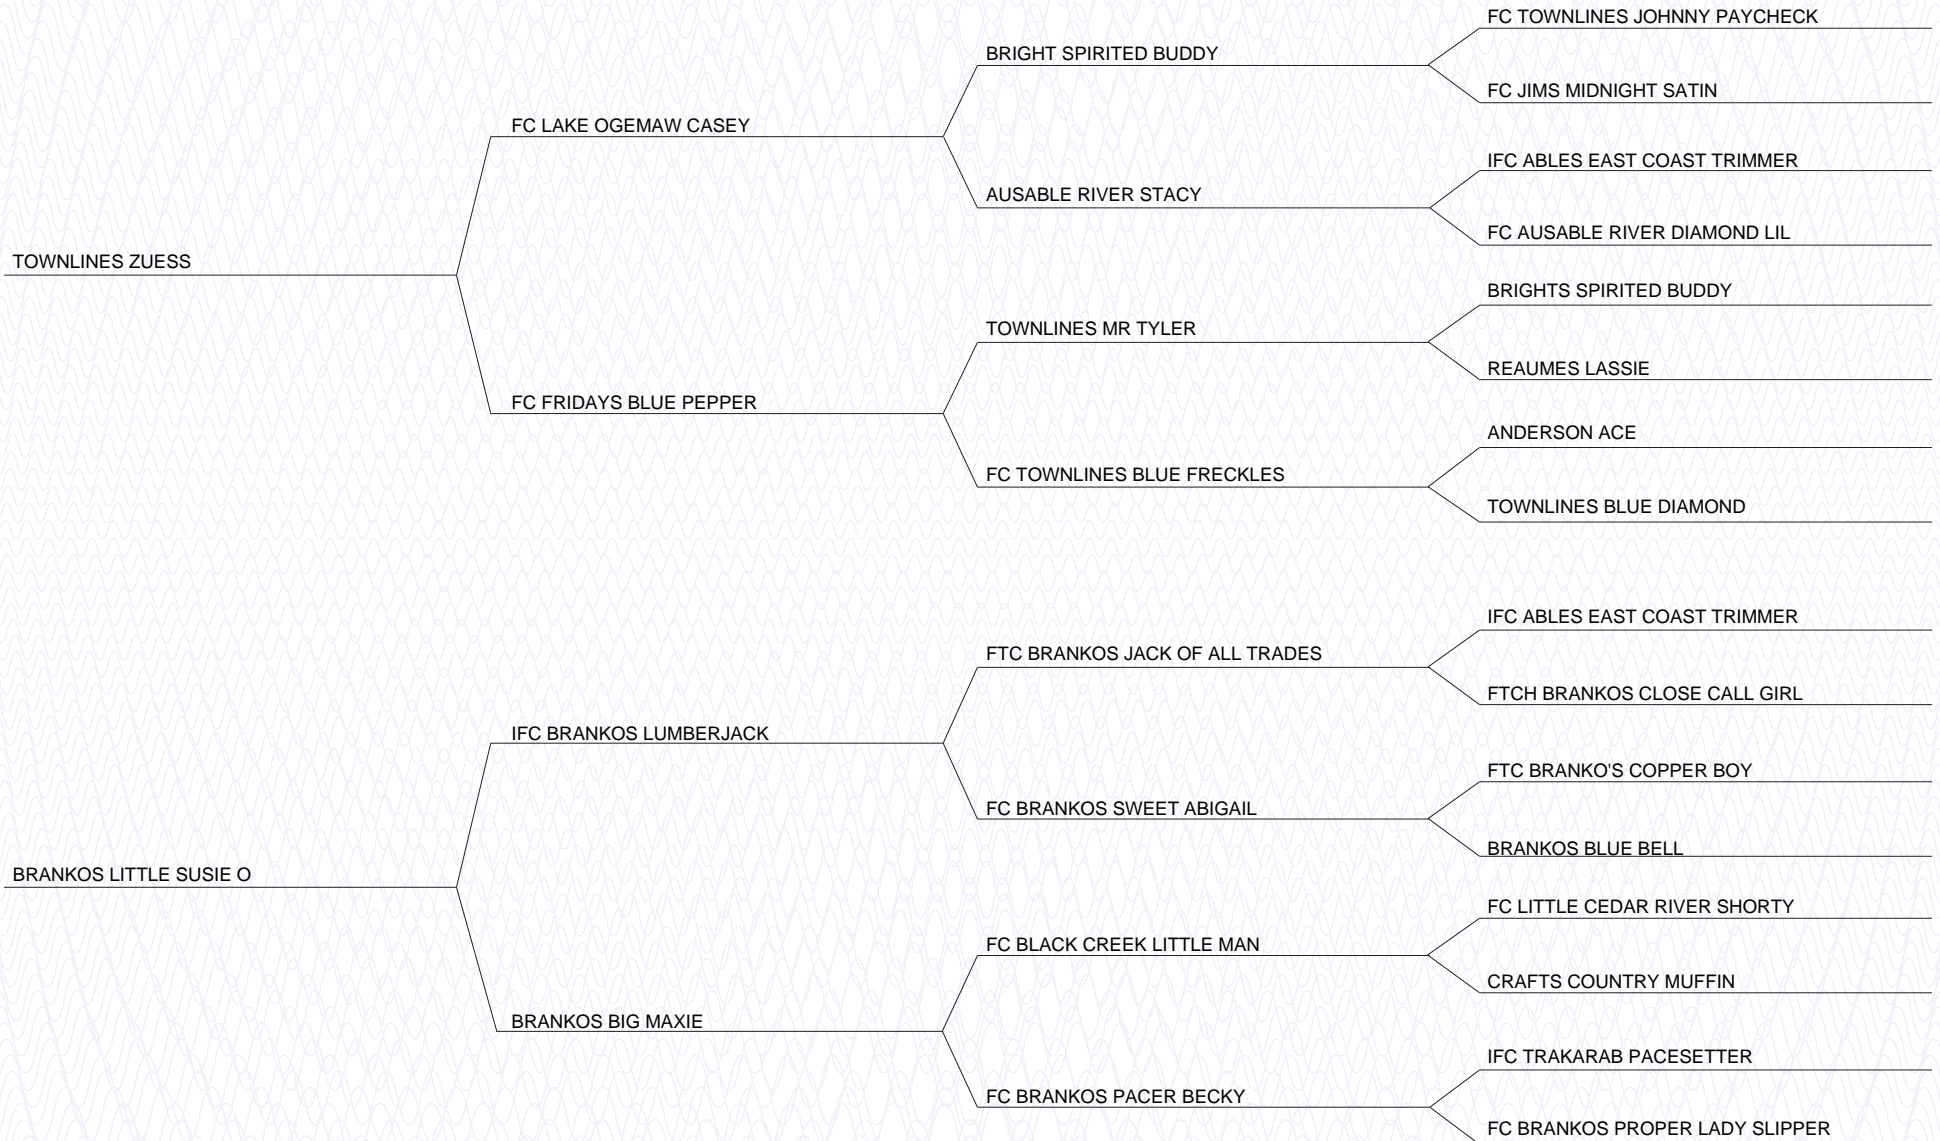 FC TOWNLINES JOHNNY PAYCHECK
BRIGHT SPIRITED BUDDY
FC JIMS MIDNIGHT SATIN
FC LAKE OGEMAW CASEY
IFC ABLES EAST COAST TRIMMER
AUSABLE RIVER STACY
FC AUSABLE RIVER DIAMOND LIL
TOWNLINES ZUESS
BRIGHTS SPIRITED BUDDY
TOWNLINES MR TYLER
REAUMES LASSIE
FC FRIDAYS BLUE PEPPER
ANDERSON ACE
FC TOWNLINES BLUE FRECKLES
TOWNLINES BLUE DIAMOND
IFC ABLES EAST COAST TRIMMER
FTC BRANKOS JACK OF ALL TRADES
FTCH BRANKOS CLOSE CALL GIRL
IFC BRANKOS LUMBERJACK
FTC BRANKO'S COPPER BOY
FC BRANKOS SWEET ABIGAIL
BRANKOS BLUE BELL
BRANKOS LITTLE SUSIE O
FC LITTLE CEDAR RIVER SHORTY
FC BLACK CREEK LITTLE MAN
CRAFTS COUNTRY MUFFIN
BRANKOS BIG MAXIE
IFC TRAKARAB PACESETTER
FC BRANKOS PACER BECKY
FC BRANKOS PROPER LADY SLIPPER